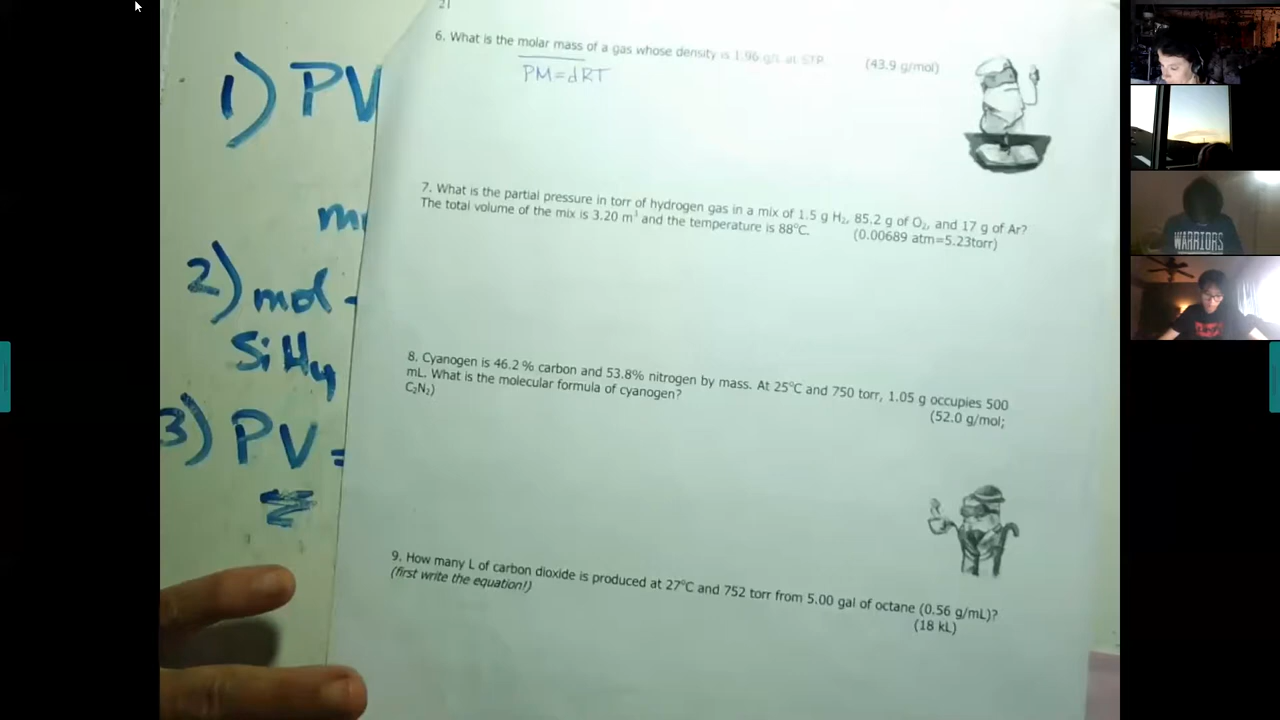 21
6. What is the molar mass of a gas whose density is 1.96 g/L at STP. (43.9 g/mol)
PM=dRT
1) PV
7. What is the partial pressure in torr of hydrogen gas in a mix of 1.5 g H₂, 85.2 g of O₂, and 17 g of Ar?
The total volume of the mix is 3.20 m³ and the temperature is 88°C. (0.00689 atm=5.23torr)
2) mol -
SiH4
8. Cyanogen is 46.2 % carbon and 53.8% nitrogen by mass. At 25°C and 750 torr, 1.05 g occupies 500
mL. What is the molecular formula of cyanogen? (52.0 g/mol;
C₂N₂)
3) PV =
9. How many L of carbon dioxide is produced at 27°C and 752 torr from 5.00 gal of octane (0.56 g/mL)?
(first write the equation!) (18 kL)
WARRIORS